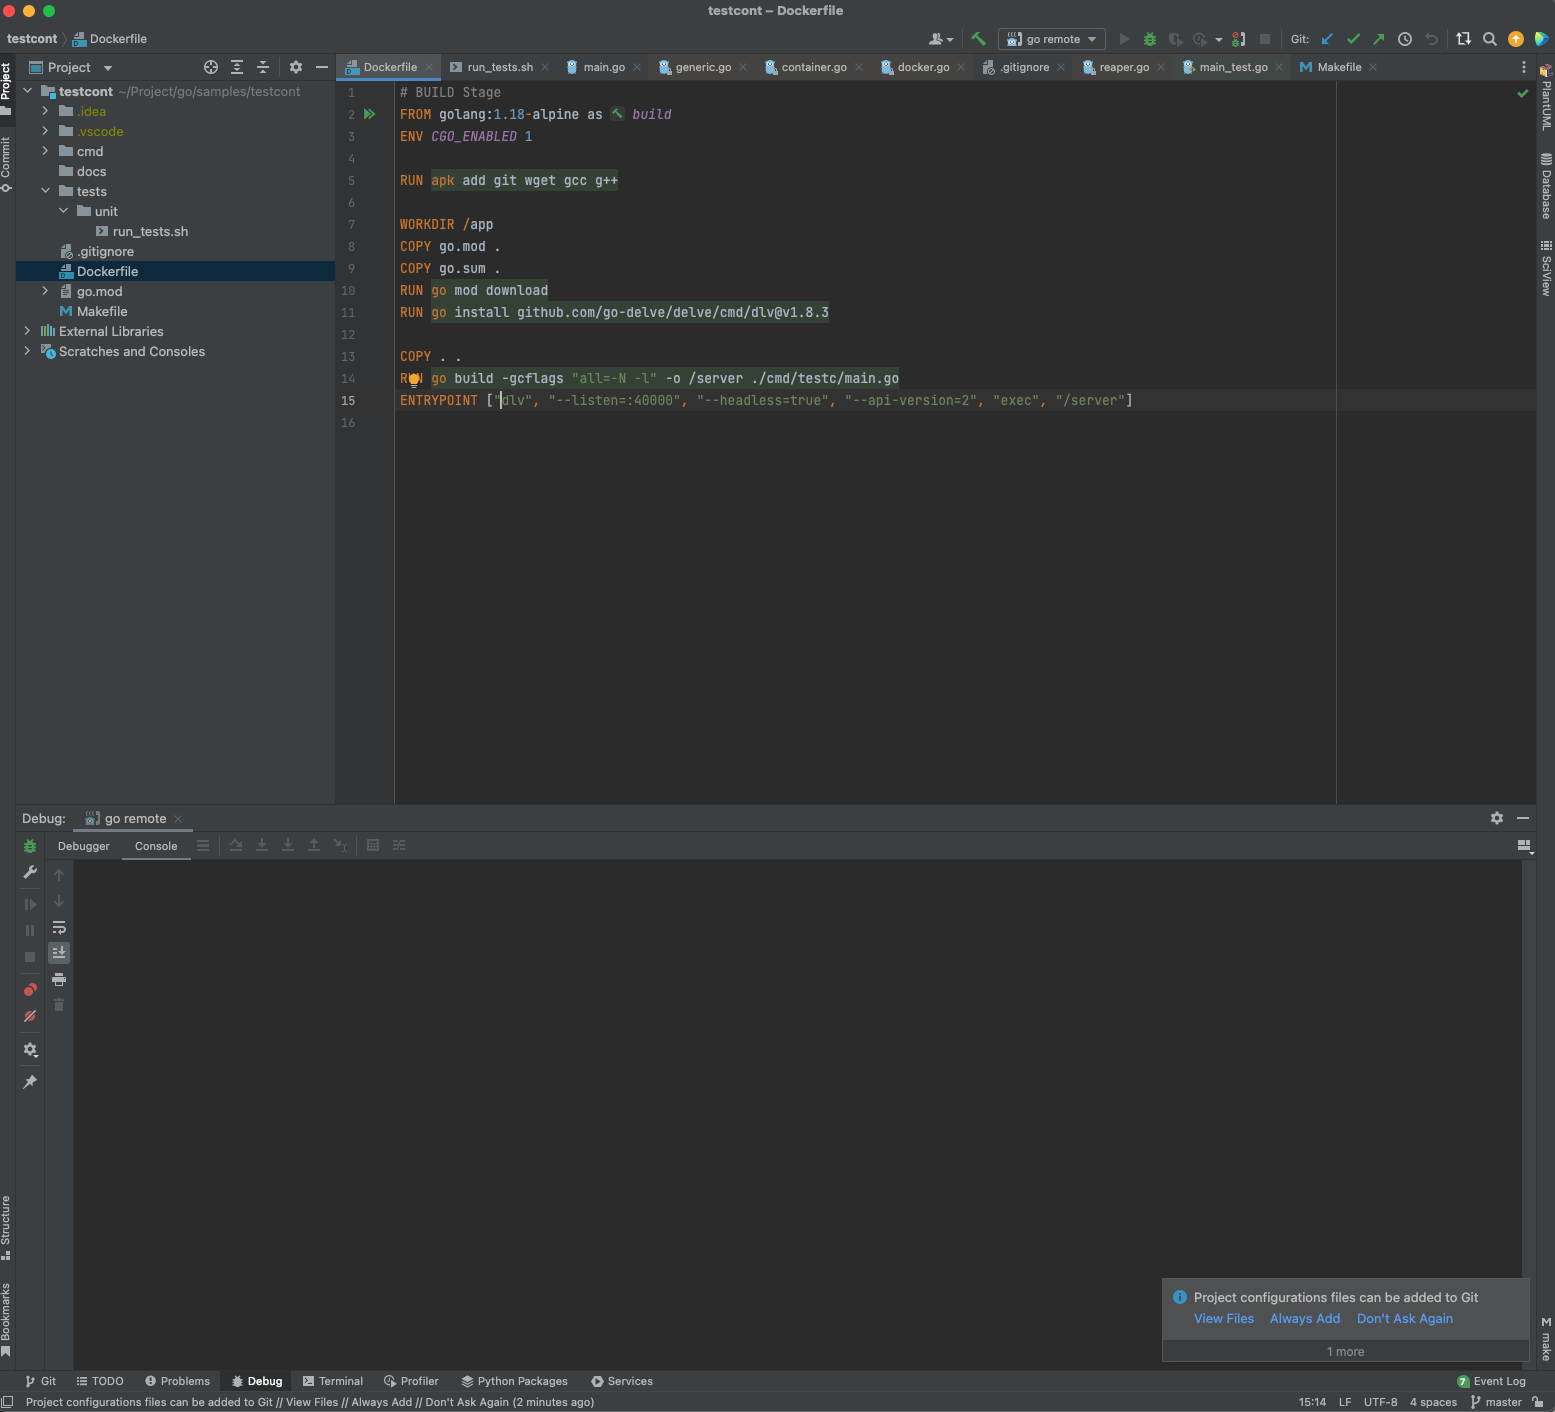 testcont – Dockerfile
testcont Dockerfile
go remote
Git:
Project
Dockerfile run_tests.sh main.go generic.go container.go docker.go .gitignore reaper.go main_test.go Makefile
Project
Commit
Structure
Bookmarks
testcont ~/Project/go/samples/testcont
.idea
.vscode
cmd
docs
tests
unit
run_tests.sh
.gitignore
Dockerfile
go.mod
Makefile
External Libraries
Scratches and Consoles
1 # BUILD Stage
2 FROM golang:1.18-alpine as build
3 ENV CGO_ENABLED 1
4
5 RUN apk add git wget gcc g++
6
7 WORKDIR /app
8 COPY go.mod .
9 COPY go.sum .
10 RUN go mod download
11 RUN go install github.com/go-delve/delve/cmd/dlv@v1.8.3
12
13 COPY . .
14 RUN go build -gcflags "all=-N -l" -o /server ./cmd/testc/main.go
15 ENTRYPOINT ["dlv", "--listen=:40000", "--headless=true", "--api-version=2", "exec", "/server"]
16
PlantUML
Database
SciView
make
Debug: go remote
Debugger Console
Project configurations files can be added to Git
View Files Always Add Don't Ask Again
1 more
Git TODO Problems Debug Terminal Profiler Python Packages Services
7 Event Log
Project configurations files can be added to Git // View Files // Always Add // Don't Ask Again (2 minutes ago)
15:14 LF UTF-8 4 spaces master